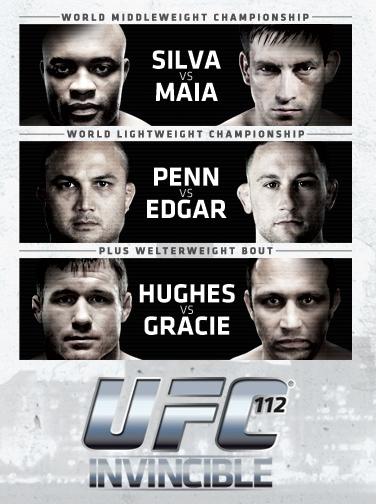 WORLD MIDDLEWEIGHT CHAMPIONSHIP
SILVA
VS
MAIA
WORLD LIGHTWEIGHT CHAMPIONSHIP
PENN
VS
EDGAR
PLUS WELTERWEIGHT BOUT
HUGHES
VS
GRACIE
UFC 112
®
INVINCIBLE